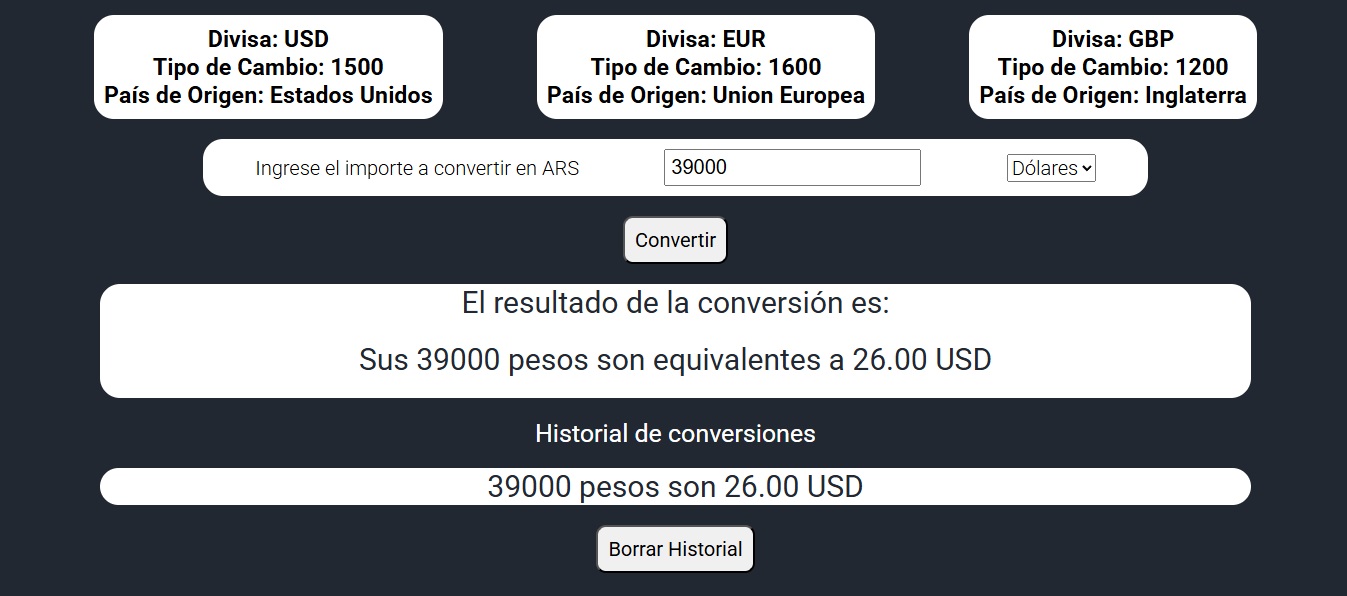 Divisa: USD
Tipo de Cambio: 1500
País de Origen: Estados Unidos
Divisa: EUR
Tipo de Cambio: 1600
País de Origen: Union Europea
Divisa: GBP
Tipo de Cambio: 1200
País de Origen: Inglaterra
Ingrese el importe a convertir en ARS
39000
Dólares
Convertir
El resultado de la conversión es:
Sus 39000 pesos son equivalentes a 26.00 USD
Historial de conversiones
39000 pesos son 26.00 USD
Borrar Historial